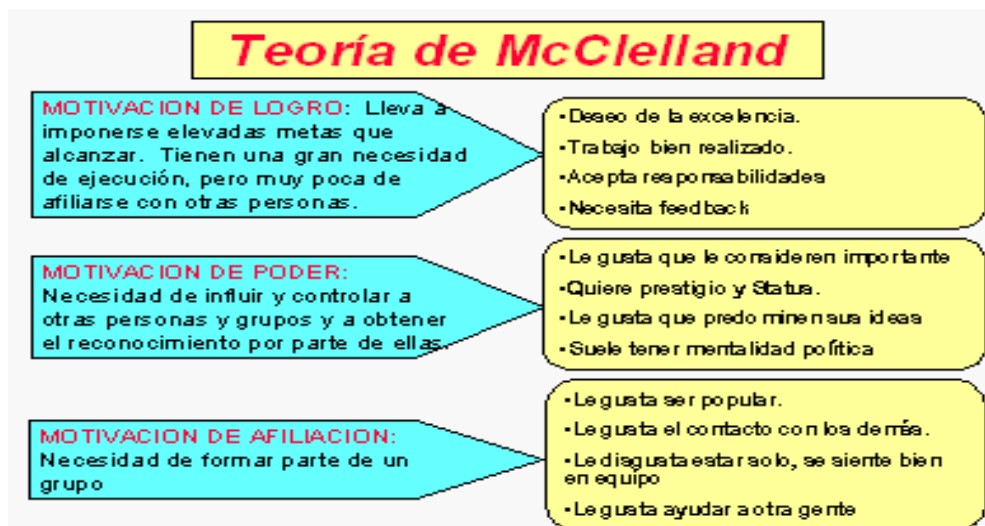 Teoría de McClelland
MOTIVACION DE LOGRO: Lleva a
imponerse elevadas metas que
alcanzar. Tienen una gran necesidad
de ejecución, pero muy poca de
afiliarse con otras personas.
•Deseo de la excelencia.
•Trabajo bien realizado.
•Acepta responsabilidades
•Necesita feedback
MOTIVACION DE PODER:
Necesidad de influir y controlar a
otras personas y grupos y a obtener
el reconocimiento por parte de ellas.
•Le gusta que le consideren importante
•Quiere prestigio y Status.
•Le gusta que predominen sus ideas
•Suele tener mentalidad política
MOTIVACION DE AFILIACION:
Necesidad de formar parte de un
grupo
•Le gusta ser popular.
•Le gusta el contacto con los demás.
•Le disgusta estar solo, se siente bien
en equipo
•Le gusta ayudar a otra gente